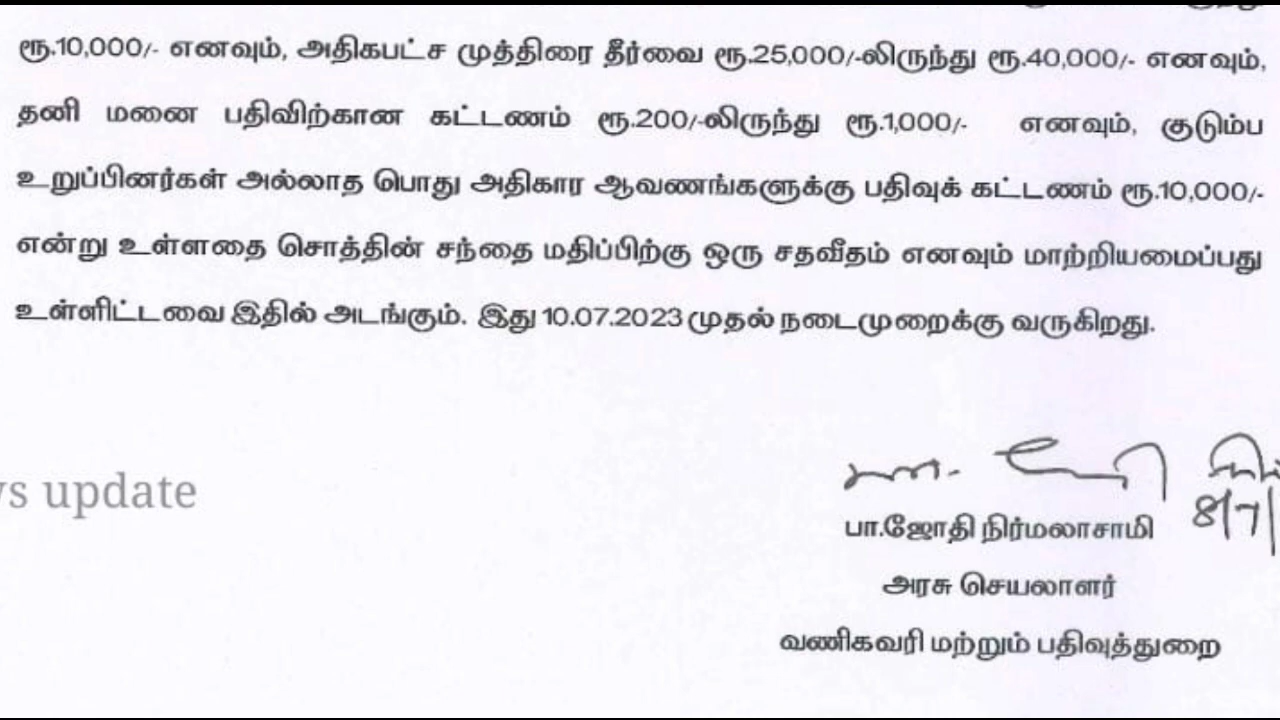 ரூ.10,000/- எனவும், அதிகபட்ச முத்திரை தீர்வை ரூ.25,000/-லிருந்து ரூ.40,000/- எனவும்,
தனி மனை பதிவிற்கான கட்டணம் ரூ.200/-லிருந்து ரூ.1,000/- எனவும், குடும்ப
உறுப்பினர்கள் அல்லாத பொது அதிகார ஆவணங்களுக்கு பதிவுக் கட்டணம் ரூ.10,000/-
என்று உள்ளதை சொத்தின் சந்தை மதிப்பிற்கு ஒரு சதவீதம் எனவும் மாற்றியமைப்பது
உள்ளிட்டவை இதில் அடங்கும். இது 10.07.2023 முதல் நடைமுறைக்கு வருகிறது.
s update
8/7/
பா.ஜோதி நிர்மலாசாமி
அரசு செயலாளர்
வணிகவரி மற்றும் பதிவுத்துறை